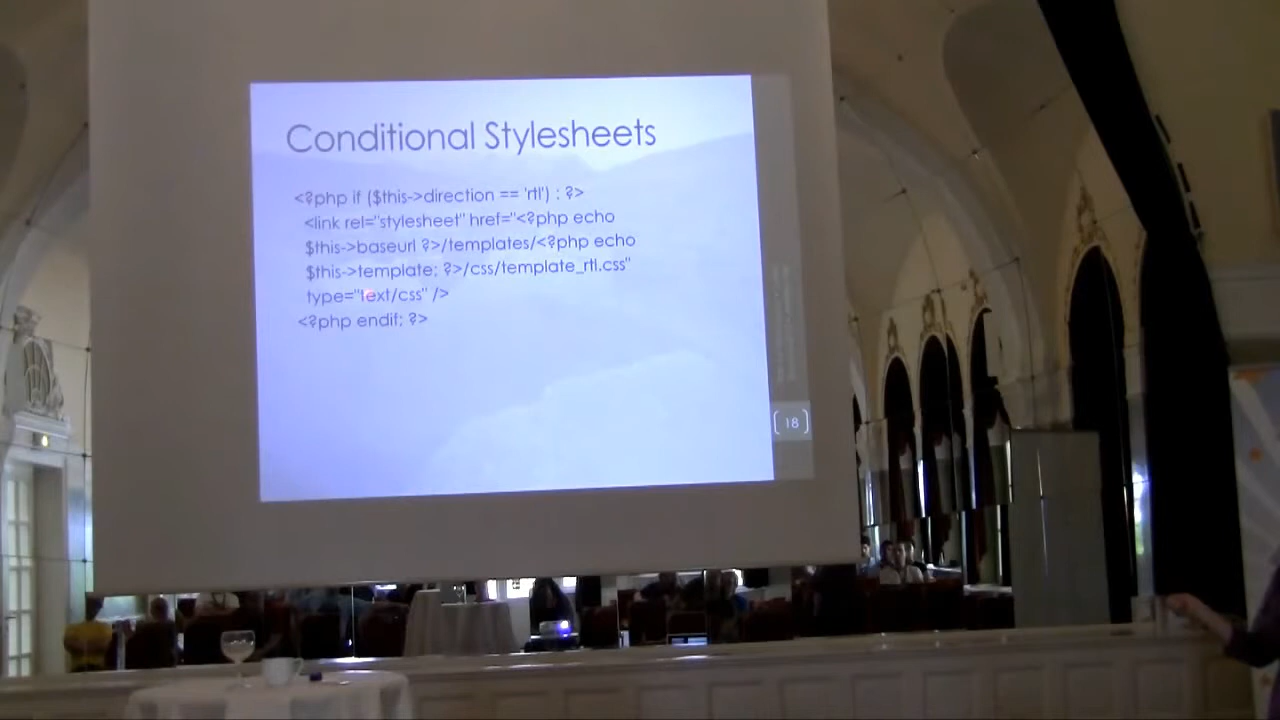 Conditional Stylesheets
<?php if ($this->direction == 'rtl') : ?>
<link rel="stylesheet" href="<?php echo
$this->baseurl ?>/templates/<?php echo
$this->template; ?>/css/template_rtl.css"
type="text/css" />
<?php endif; ?>
18